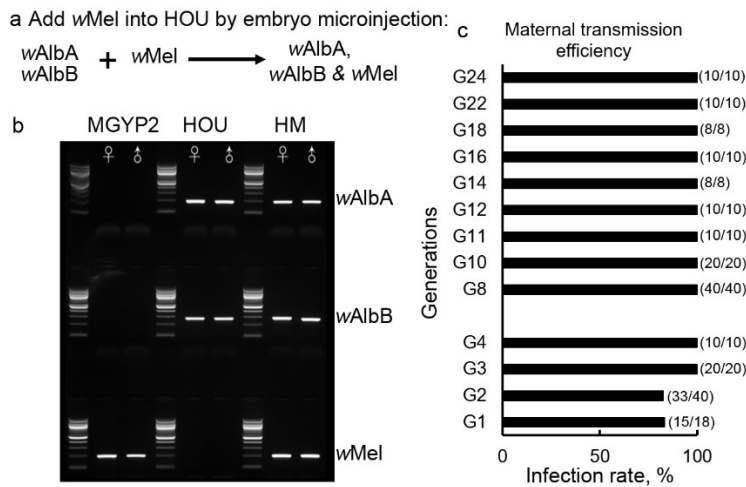 a Add wMel into HOU by embryo microinjection:
wAlbA
wAlbB
+
wMel
wAlbA,
wAlbB & wMel
b
MGYP2 HOU HM
♀ ♂ ♀ ♂ ♀ ♂
wAlbA
wAlbB
wMel
c
Maternal transmission
efficiency
Generations
G24 (10/10)
G22 (10/10)
G18 (8/8)
G16 (10/10)
G14 (8/8)
G12 (10/10)
G11 (10/10)
G10 (20/20)
G8 (40/40)
G4 (10/10)
G3 (20/20)
G2 (33/40)
G1 (15/18)
0 50 100
Infection rate, %